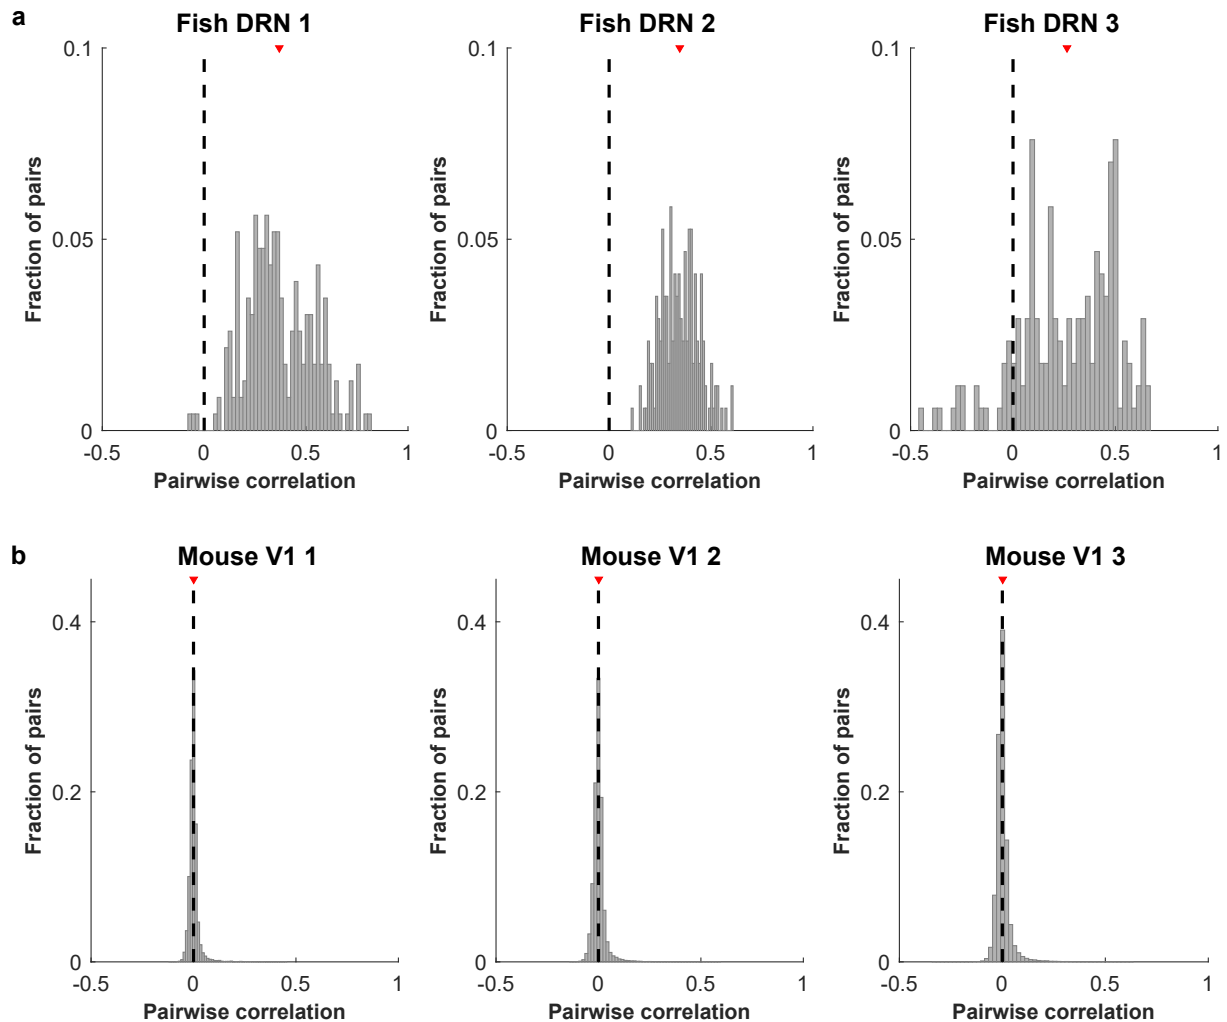 a
Fish DRN 1
Fish DRN 2
Fish DRN 3
Fraction of pairs
0.1
0.05
0
-0.5 0 0.5 1
Pairwise correlation
Fraction of pairs
0.1
0.05
0
-0.5 0 0.5 1
Pairwise correlation
Fraction of pairs
0.1
0.05
0
-0.5 0 0.5 1
Pairwise correlation
b
Mouse V1 1
Mouse V1 2
Mouse V1 3
Fraction of pairs
0.4
0.2
0
-0.5 0 0.5 1
Pairwise correlation
Fraction of pairs
0.4
0.2
0
-0.5 0 0.5 1
Pairwise correlation
Fraction of pairs
0.4
0.2
0
-0.5 0 0.5 1
Pairwise correlation